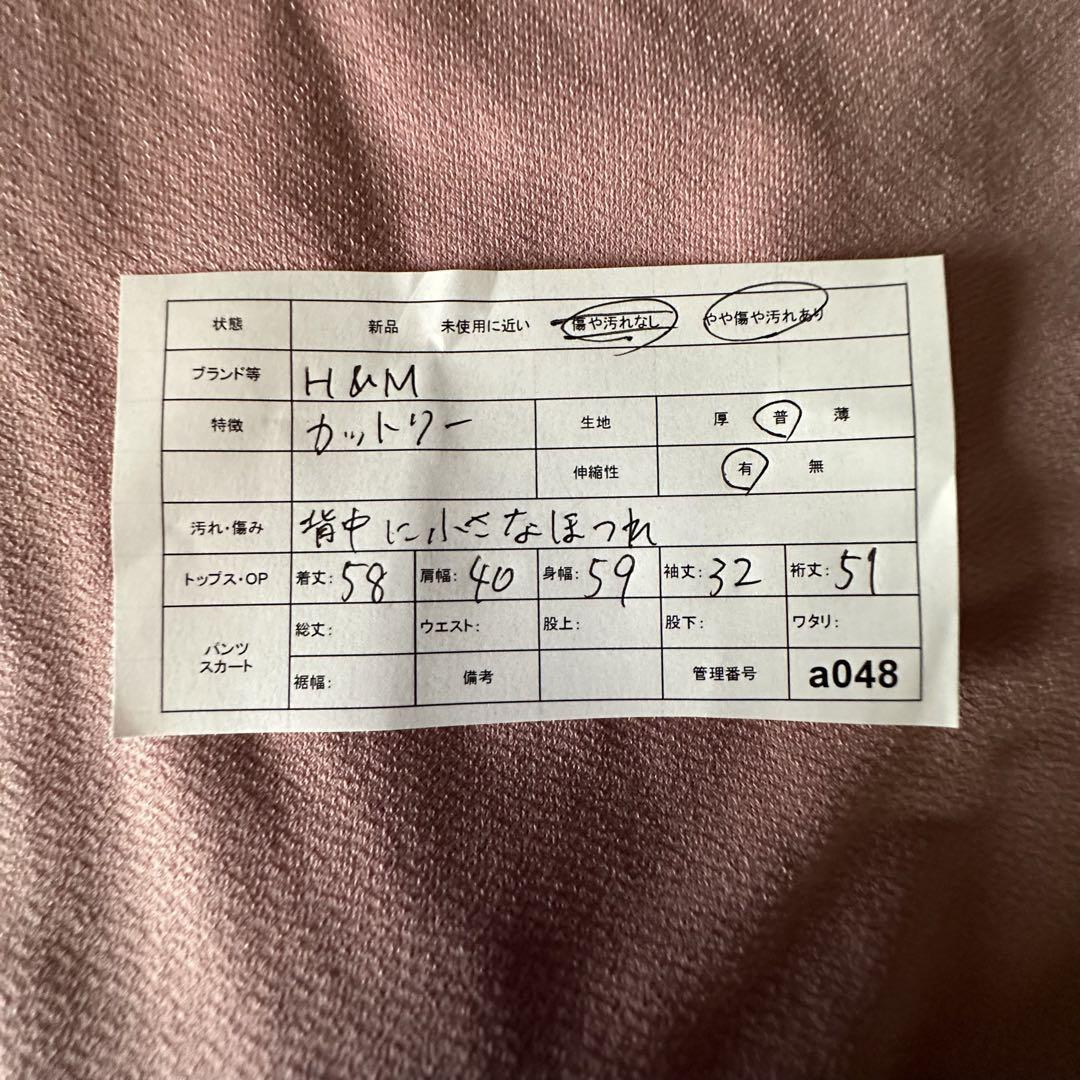 状態 新品 未使用に近い 傷や汚れなし やや傷や汚れあり
ブランド等 H&M
特徴 カットソー 生地 厚 普 薄
伸縮性 有 無
汚れ・傷み 背中に小さなほつれ
トップス・OP 着丈:58 肩幅:40 身幅:59 袖丈:32 裄丈:51
パンツ スカート 総丈: ウエスト: 股上: 股下: ワタリ:
裾幅: 備考 管理番号 a048